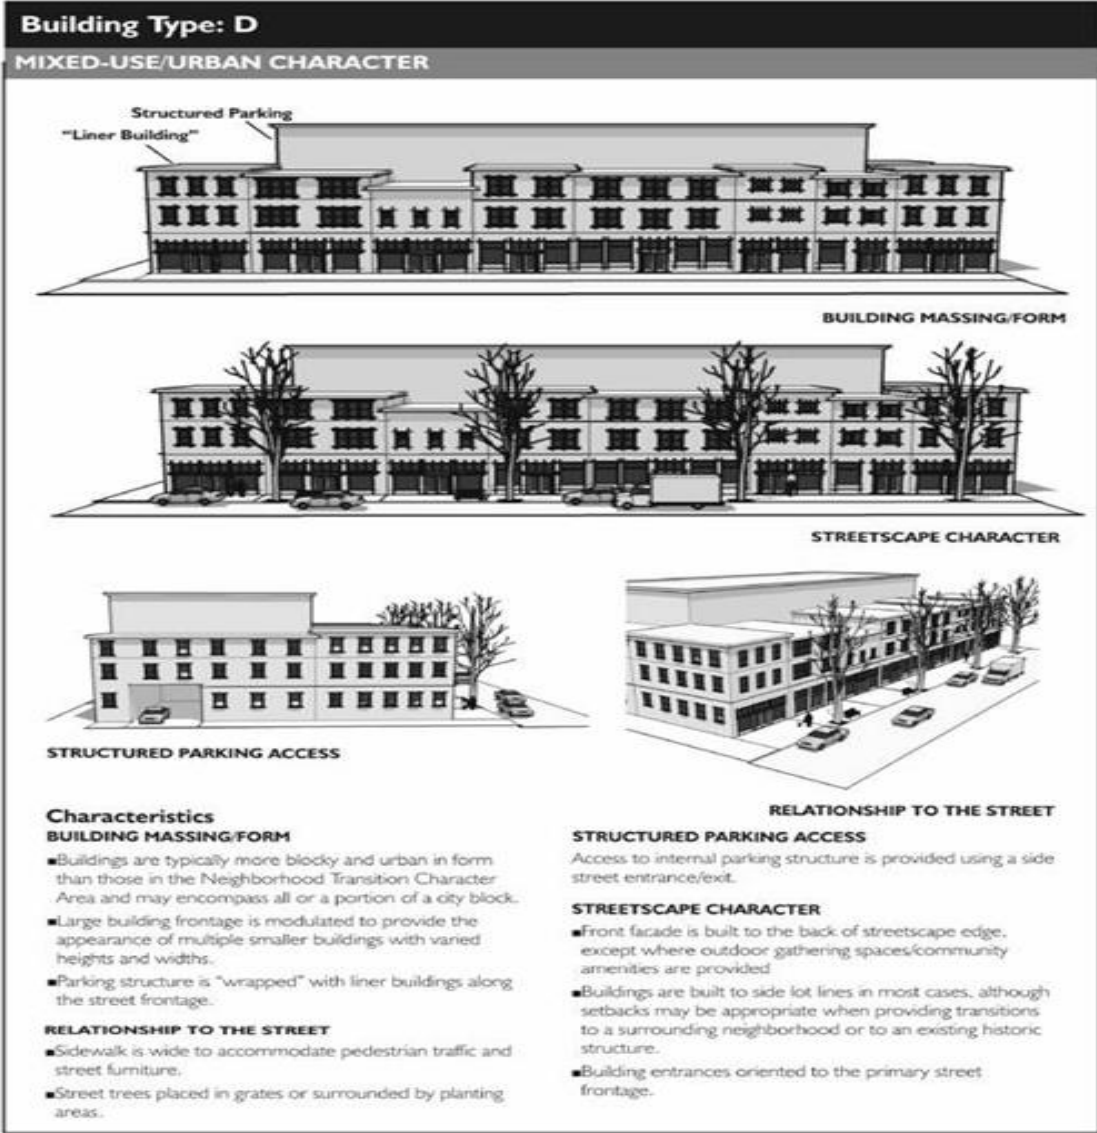 Building Type: D
MIXED-USE/URBAN CHARACTER
Structured Parking
"Liner Building"
BUILDING MASSING/FORM
STREETSCAPE CHARACTER
STRUCTURED PARKING ACCESS
RELATIONSHIP TO THE STREET
Characteristics
BUILDING MASSING/FORM
▪Buildings are typically more blocky and urban in form
than those in the Neighborhood Transition Character
Area and may encompass all or a portion of a city block.
▪Large building frontage is modulated to provide the
appearance of multiple smaller buildings with varied
heights and widths.
▪Parking structure is "wrapped" with liner buildings along
the street frontage.
RELATIONSHIP TO THE STREET
▪Sidewalk is wide to accommodate pedestrian traffic and
street furniture.
▪Street trees placed in grates or surrounded by planting
areas.
STRUCTURED PARKING ACCESS
Access to internal parking structure is provided using a side
street entrance/exit.
STREETSCAPE CHARACTER
▪Front facade is built to the back of streetscape edge,
except where outdoor gathering spaces/community
amenities are provided
▪Buildings are built to side lot lines in most cases, although
setbacks may be appropriate when providing transitions
to a surrounding neighborhood or to an existing historic
structure.
▪Building entrances oriented to the primary street
frontage.